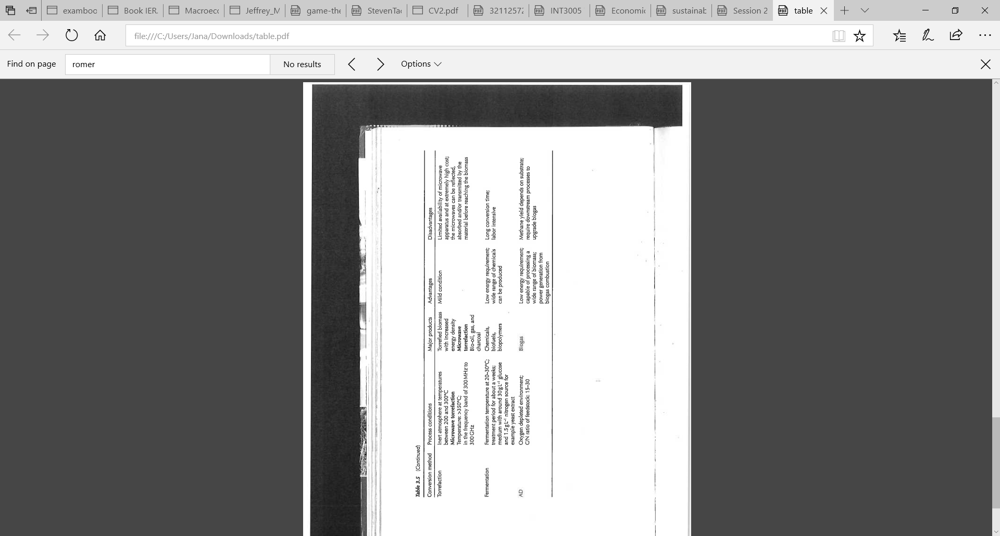 examboo
Book IER.
Macroecc
Jeffrey_M
game-the
StevenTac
CV2.pdf
32112572
INT3005
Economic
sustainab
Session 2
table
file:///C:/Users/Jana/Downloads/table.pdf
Find on page
romer
No results
Options
Table 3.5 (Continued)
Conversion method
Process conditions
Major products
Advantages
Disadvantages
Torrefaction
Inert atmosphere at temperatures
between 200 and 300°C
Microwave torrefaction
Temperature: >350°C;
in the frequency band of 300 MHz to
300 GHz
Torrefied biomass
with increased
energy density
Microwave
torrefaction
Bio-oil, gas, and
charcoal
Mild condition
Limited availability of microwave
apparatus and at extremely high cost;
the microwaves can be reflected,
absorbed and/or transmitted by the
material before reaching the biomass
Fermentation
Fermentation temperature at 20–30°C;
treatment period for about a weeks;
medium with around 30 g L⁻¹ glucose
and 1.5 g L⁻¹ nitrogen source for
example yeast extract
Chemicals,
biofuels,
biopolymers
Low energy requirement;
wide range of chemicals
can be produced
Long conversion time;
labor intensive
AD
Oxygen depleted environment;
C/N ratio of feedstock: 15–30
Biogas
Low energy requirement;
capable of processing a
wide range of biomass;
power generation from
biogas combustion
Methane yield depends on substrate;
require downstream processes to
upgrade biogas